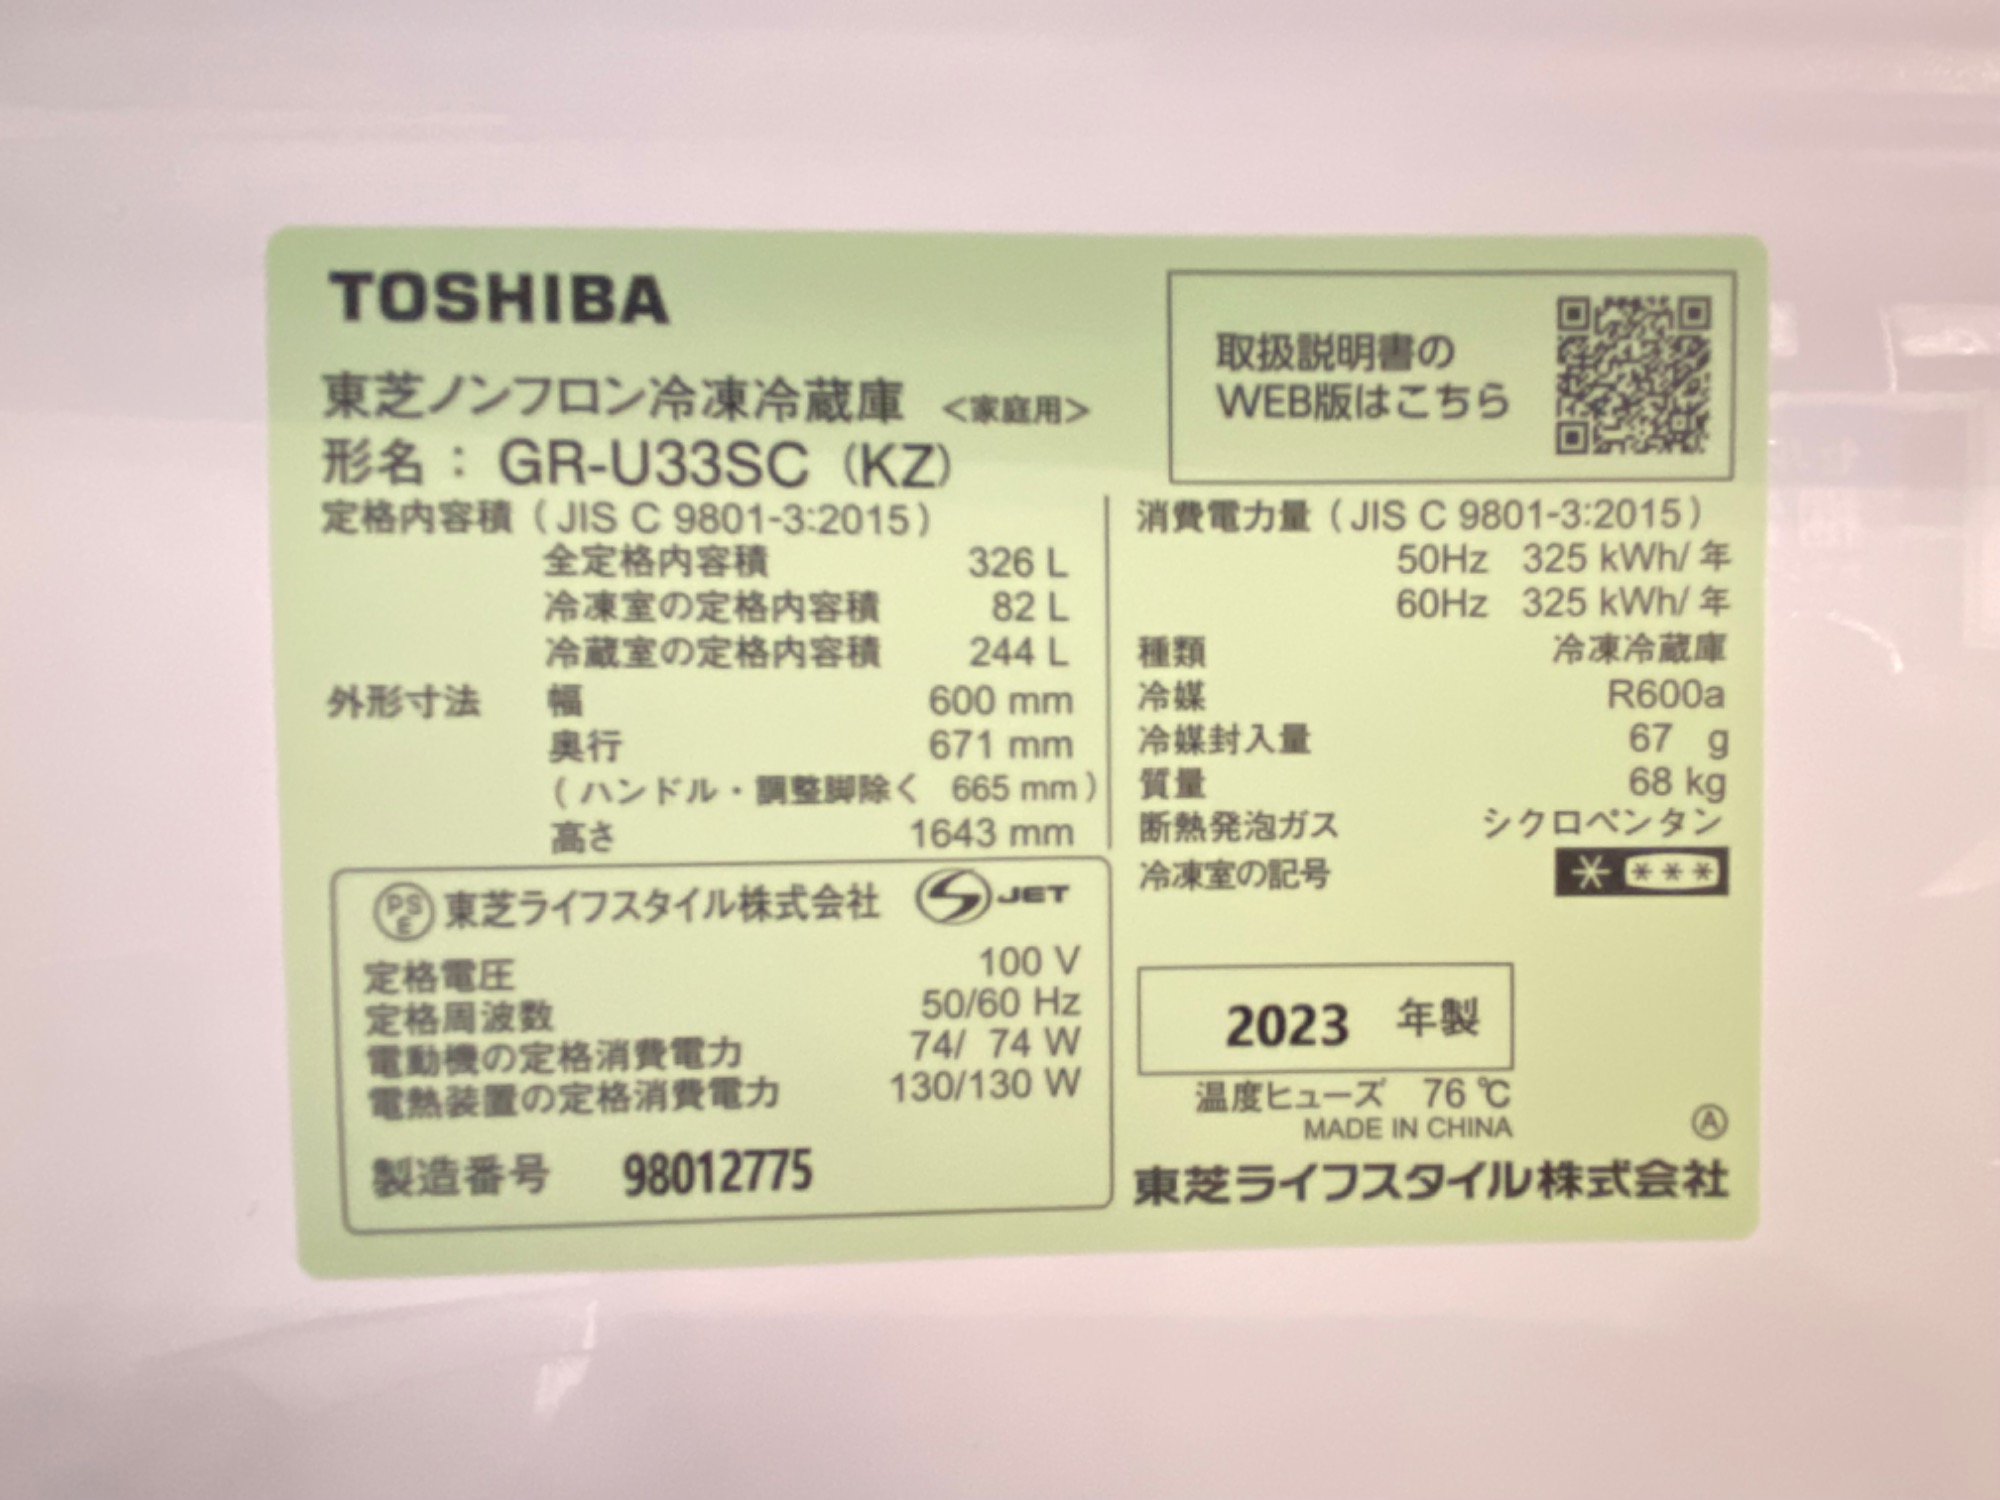 TOSHIBA
取扱説明書の
WEB版はこちら
東芝ノンフロン冷凍冷蔵庫 <家庭用>
形名： GR-U33SC (KZ)
定格内容積（JIS C 9801-3:2015）
全定格内容積 326 L
冷凍室の定格内容積 82 L
冷蔵室の定格内容積 244 L
外形寸法 幅 600 mm
奥行 671 mm
（ハンドル・調整脚除く 665 mm）
高さ 1643 mm
PSE 東芝ライフスタイル株式会社 S JET
定格電圧 100 V
定格周波数 50/60 Hz
電動機の定格消費電力 74/ 74 W
電熱装置の定格消費電力 130/130 W
製造番号 98012775
消費電力量（JIS C 9801-3:2015）
50Hz 325 kWh/年
60Hz 325 kWh/年
種類 冷凍冷蔵庫
冷媒 R600a
冷媒封入量 67 g
質量 68 kg
断熱発泡ガス シクロペンタン
冷凍室の記号
2023 年製
温度ヒューズ 76 ℃
MADE IN CHINA Ⓐ
東芝ライフスタイル株式会社